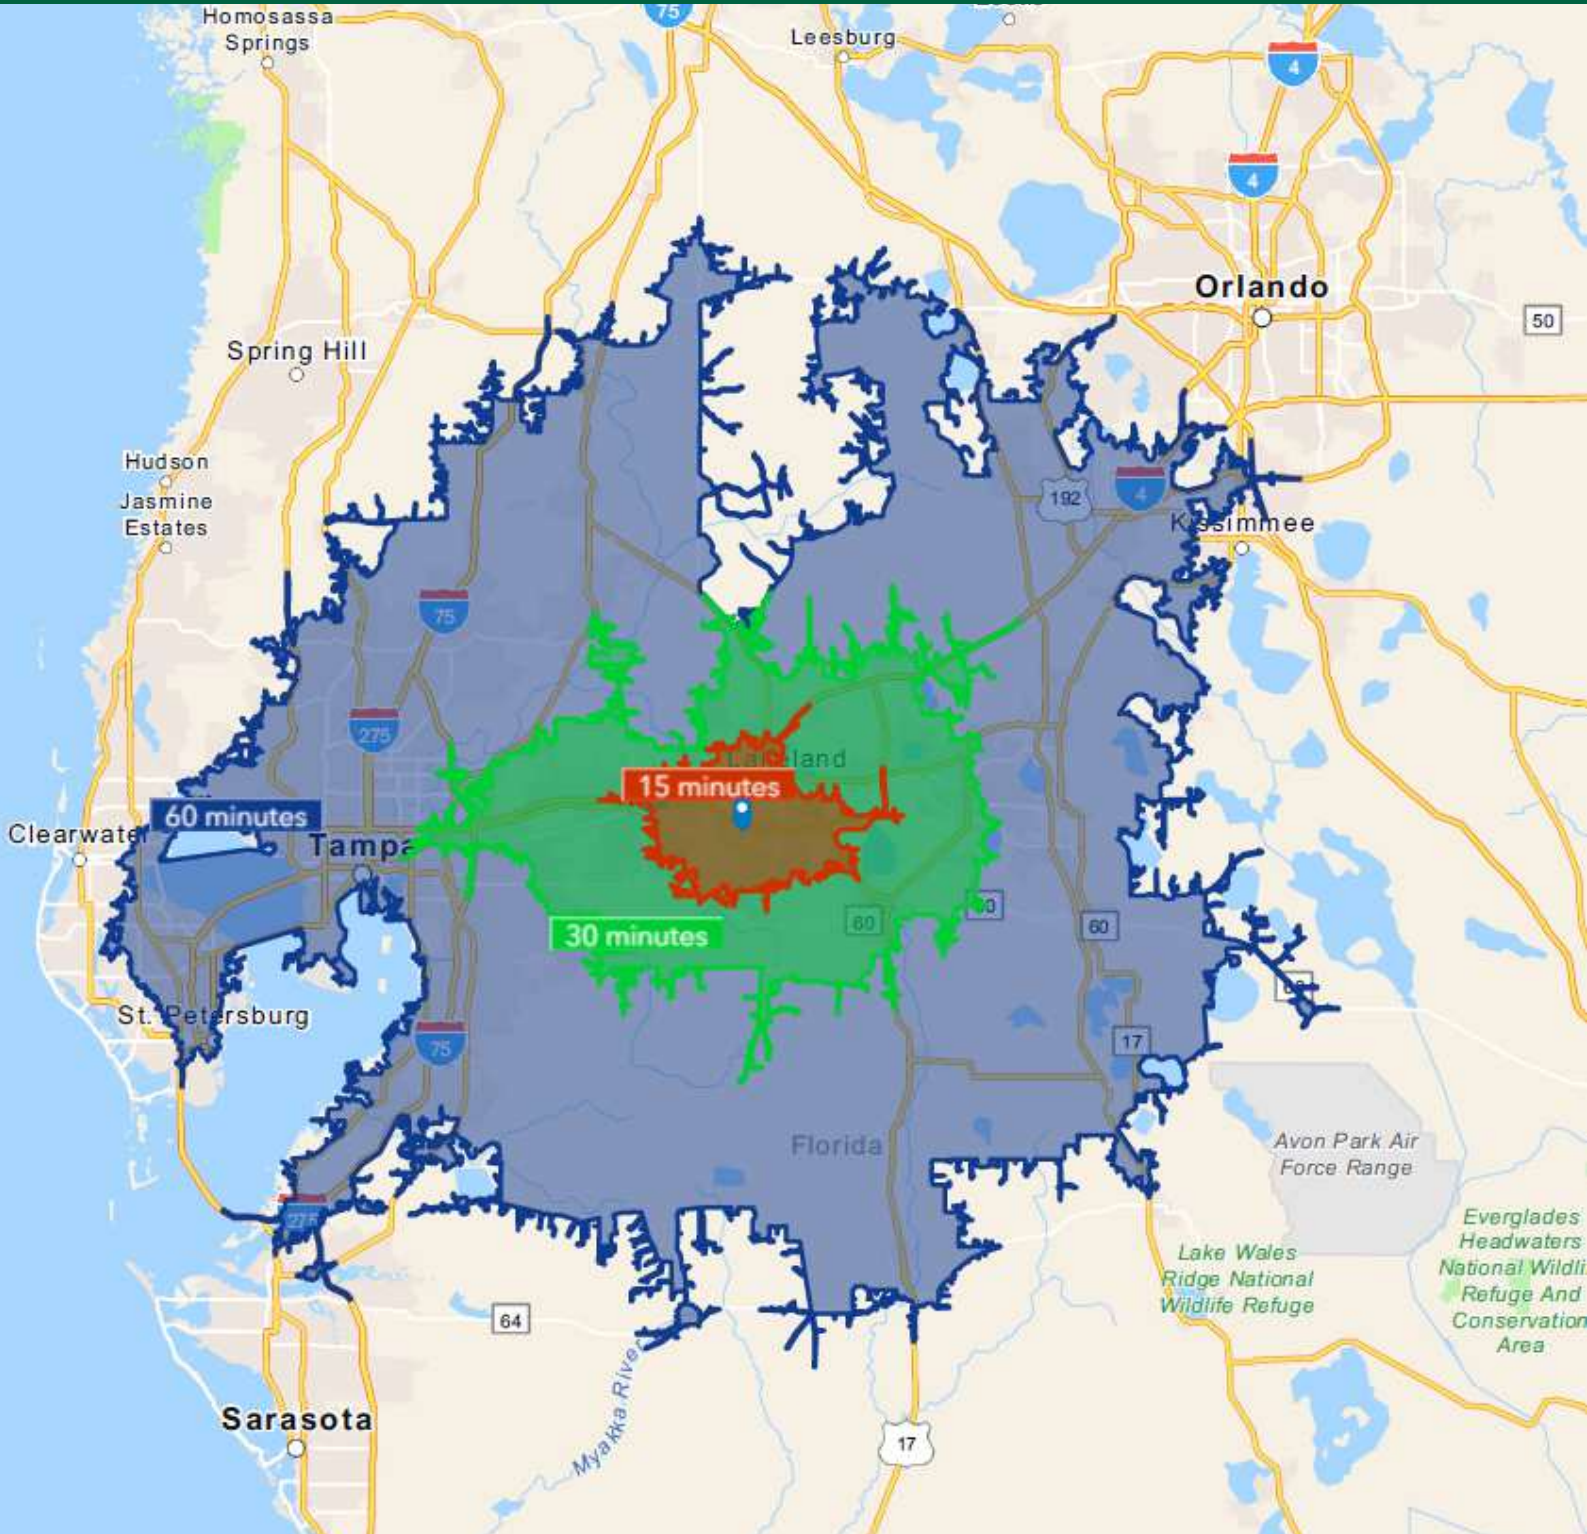 Homosassa
Springs
75
Leesburg
4
4
Orlando
50
Spring Hill
Hudson
Jasmine
Estates
192
4
Kissimmee
75
275
Lakeland
15 minutes
60 minutes
Clearwater
Tampa
30 minutes
60
60
60
St. Petersburg
75
17
Florida
Avon Park Air
Force Range
275
Everglades
Headwaters
National Wildli
Refuge And
Conservation
Area
Lake Wales
Ridge National
Wildlife Refuge
64
Myakka River
Sarasota
17